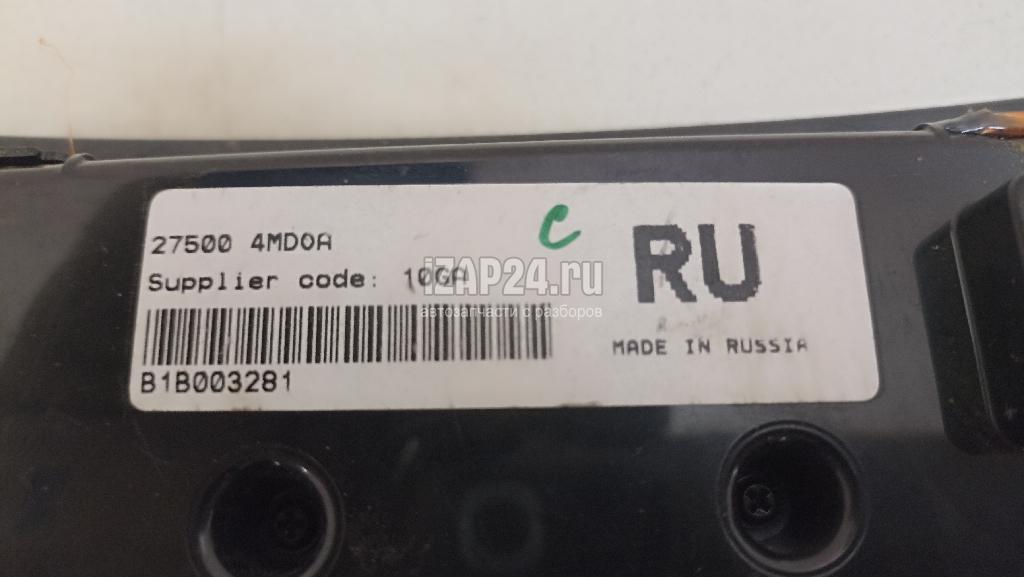 27500 4MD0A
C
RU
Supplier code: 10GA
iZAP24.ru
автозапчасти с разборов
MADE IN RUSSIA
B1B003281